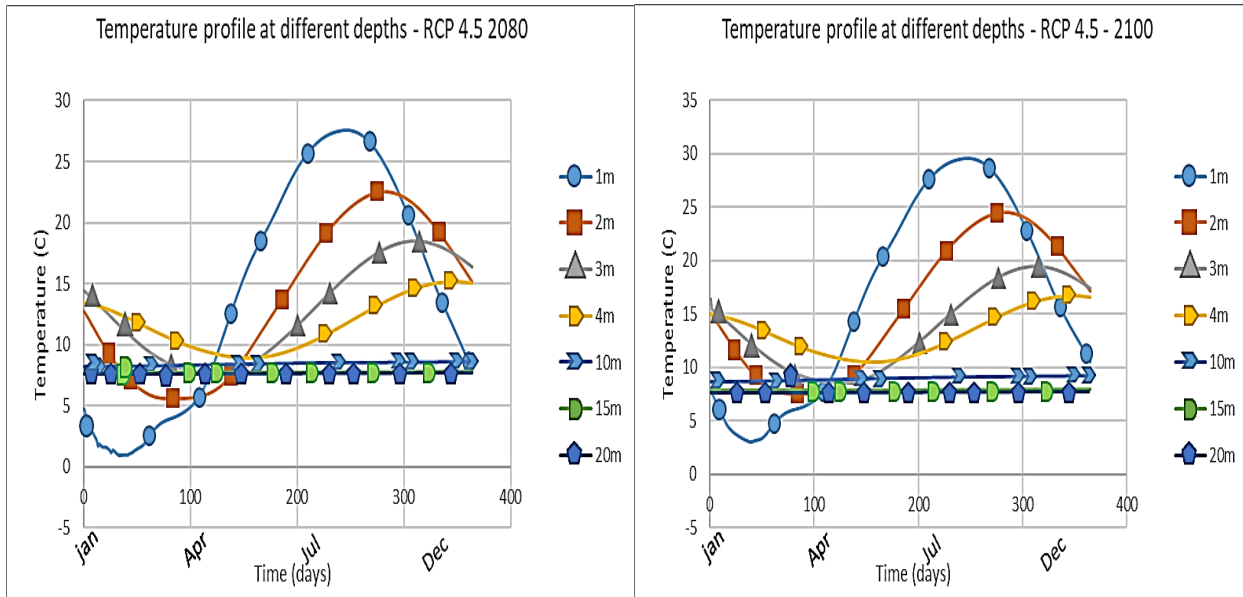 Temperature profile at different depths - RCP 4.5 2080
30
25
20
15
10
5
0
-5
Temperature (C)
0
100
200
300
400
jan
Apr
Jul
Dec
Time (days)
1m
2m
3m
4m
10m
15m
20m
Temperature profile at different depths - RCP 4.5 - 2100
35
30
25
20
15
10
5
0
-5
Temperature (C)
0
100
200
300
400
jan
Apr
Jul
Dec
Time (days)
1m
2m
3m
4m
10m
15m
20m